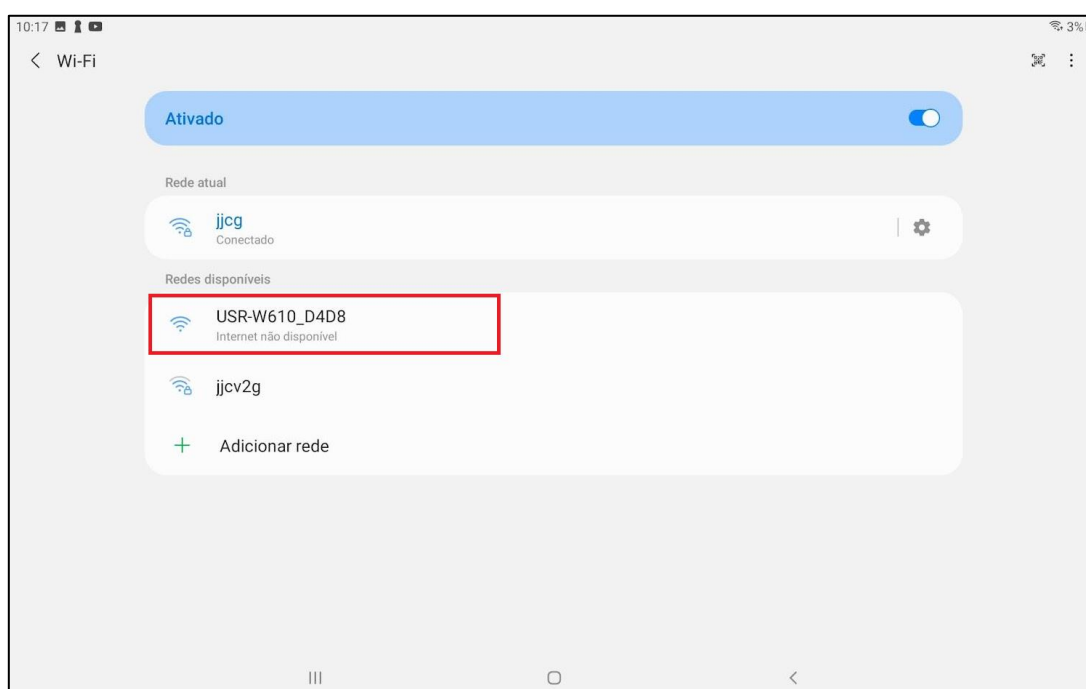 10:17 3%
Wi-Fi
Ativado
Rede atual
jjcg
Conectado
Redes disponíveis
USR-W610_D4D8
Internet não disponível
jjcv2g
Adicionar rede